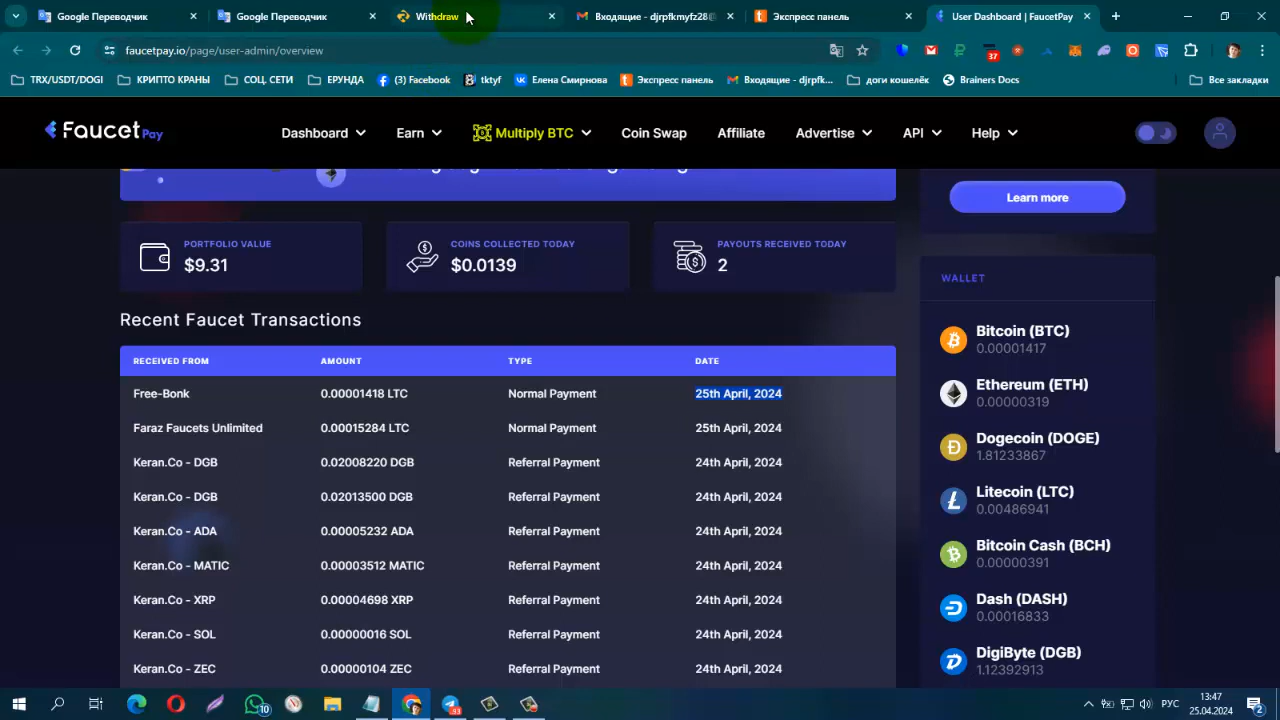 Google Переводчик
Google Переводчик
Withdraw
Входящие - djrpfkmyfz28@
Экспресс панель
User Dashboard | FaucetPay
faucetpay.io/page/user-admin/overview
37
TRX/USDT/DOGI
КРИПТО КРАНЫ
СОЦ. СЕТИ
ЕРУНДА
(3) Facebook
tktyf
Елена Смирнова
Экспресс панель
Входящие - djrpfk...
доги кошелёк
Brainers Docs
Все закладки
FaucetPay
Dashboard
Earn
Multiply BTC
Coin Swap
Affiliate
Advertise
API
Help
Learn more
PORTFOLIO VALUE
$9.31
COINS COLLECTED TODAY
$0.0139
PAYOUTS RECEIVED TODAY
2
Recent Faucet Transactions
RECEIVED FROM AMOUNT TYPE DATE
Free-Bonk 0.00001418 LTC Normal Payment 25th April, 2024
Faraz Faucets Unlimited 0.00015284 LTC Normal Payment 25th April, 2024
Keran.Co - DGB 0.02008220 DGB Referral Payment 24th April, 2024
Keran.Co - DGB 0.02013500 DGB Referral Payment 24th April, 2024
Keran.Co - ADA 0.00005232 ADA Referral Payment 24th April, 2024
Keran.Co - MATIC 0.00003512 MATIC Referral Payment 24th April, 2024
Keran.Co - XRP 0.00004698 XRP Referral Payment 24th April, 2024
Keran.Co - SOL 0.00000016 SOL Referral Payment 24th April, 2024
Keran.Co - ZEC 0.00000104 ZEC Referral Payment 24th April, 2024
WALLET
Bitcoin (BTC)
0.00001417
Ethereum (ETH)
0.00000319
Dogecoin (DOGE)
1.81233867
Litecoin (LTC)
0.00486941
Bitcoin Cash (BCH)
0.00000391
Dash (DASH)
0.00016833
DigiByte (DGB)
1.12392913
10
РУС
13:47
25.04.2024
2